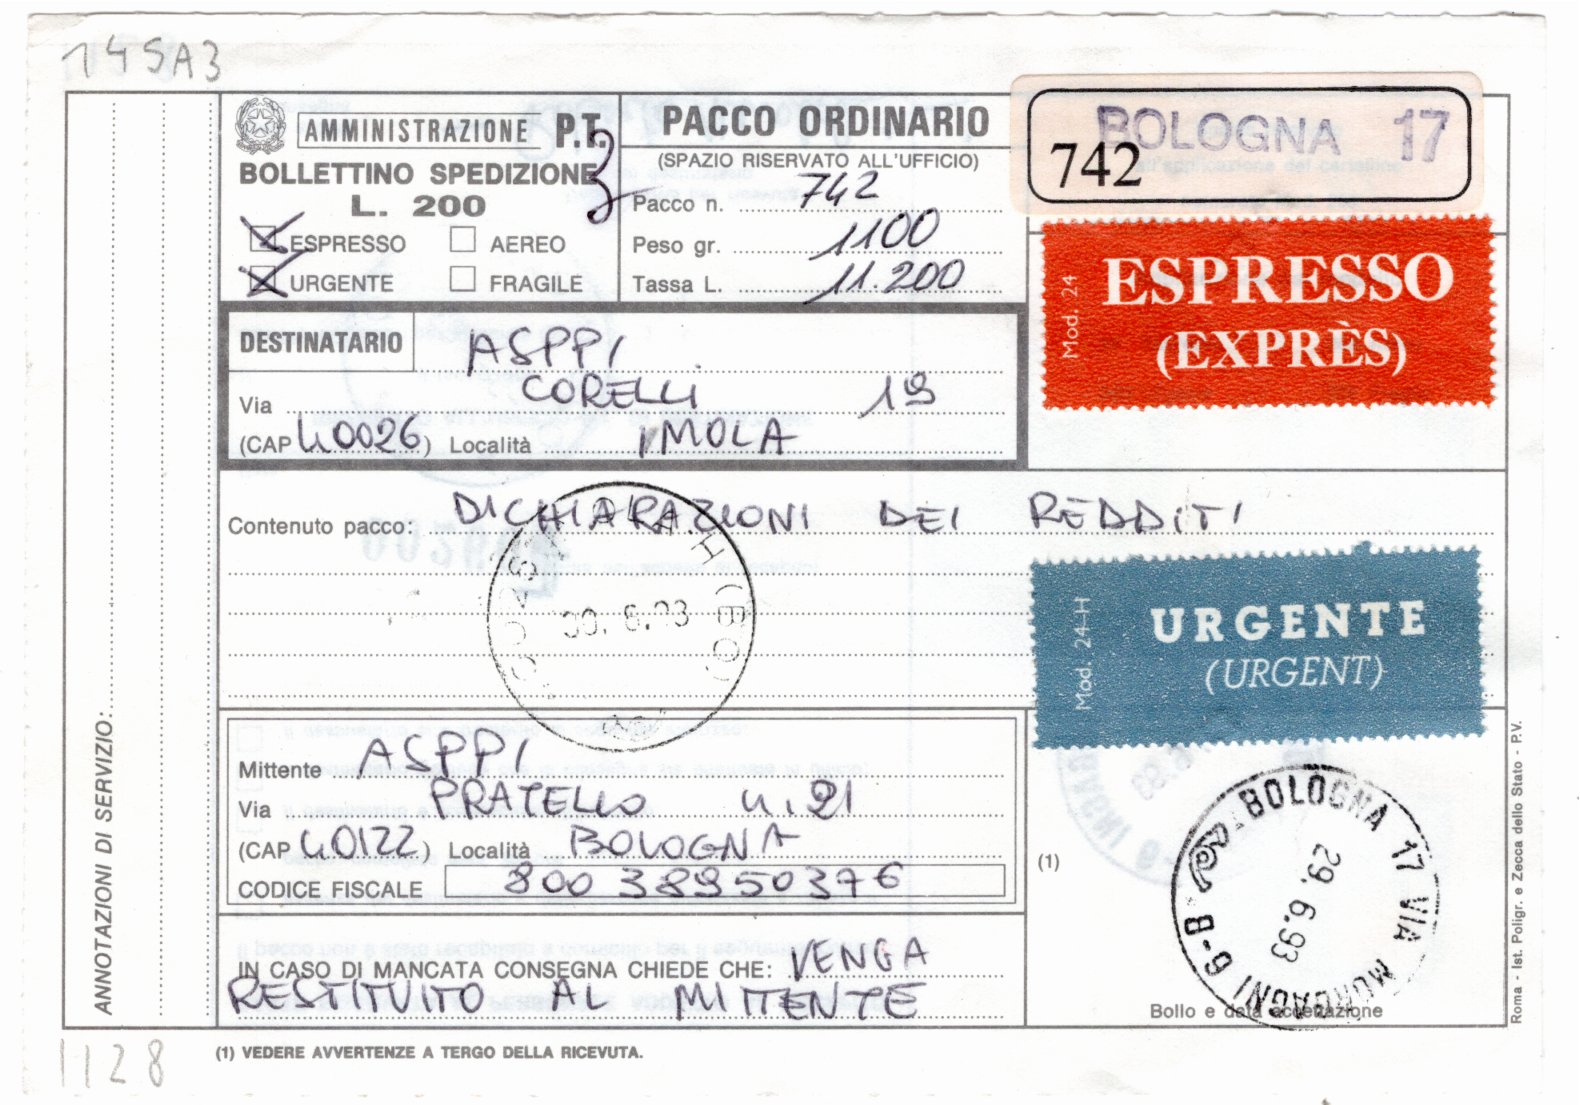 145A3
AMMINISTRAZIONE P.T.
BOLLETTINO SPEDIZIONE
L. 200
ESPRESSO AEREO
URGENTE FRAGILE
PACCO ORDINARIO
(SPAZIO RISERVATO ALL'UFFICIO)
Pacco n. 742
Peso gr. 1100
Tassa L. 11.200
BOLOGNA 17
742
Mod. 24
ESPRESSO
(EXPRÈS)
DESTINATARIO ASPPI
Via CORELLI 19
(CAP 40026) Località IMOLA
Contenuto pacco: DICHIARAZIONI DEI REDDITI
(BO)
Mod. 24-H
URGENTE
(URGENT)
Mittente ASPPI
Via PRATELLO n. 21
(CAP 40122) Località BOLOGNA
CODICE FISCALE 80038950376
IN CASO DI MANCATA CONSEGNA CHIEDE CHE: VENGA
RESTITUITO AL MITTENTE
(1)
BOLOGNA 17 VIA MORGAGNI 6-B
29. 6.93
Bollo e data accettazione
ANNOTAZIONI DI SERVIZIO:
Roma - Ist. Poligr. e Zecca dello Stato - P.V.
1128
(1) VEDERE AVVERTENZE A TERGO DELLA RICEVUTA.